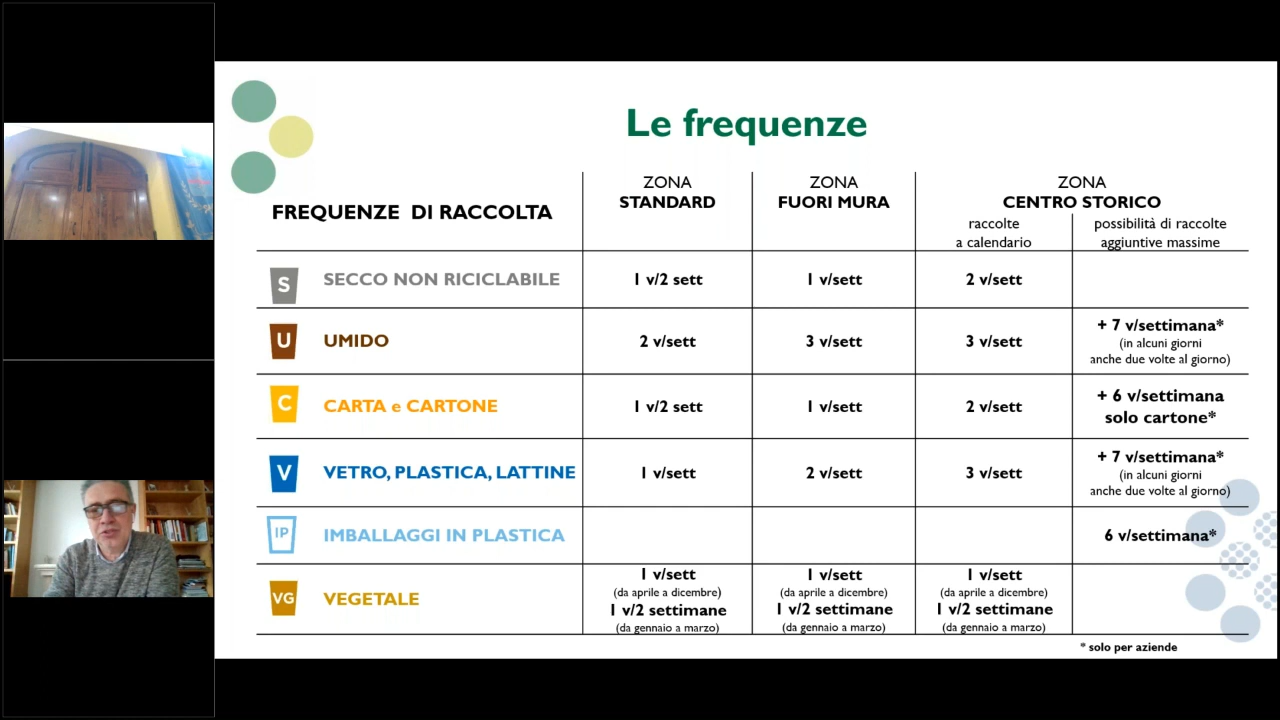 Le frequenze
FREQUENZE DI RACCOLTA
ZONA
STANDARD
ZONA
FUORI MURA
ZONA
CENTRO STORICO
raccolte
a calendario
possibilità di raccolte
aggiuntive massime
S SECCO NON RICICLABILE 1 v/2 sett 1 v/sett 2 v/sett
U UMIDO 2 v/sett 3 v/sett 3 v/sett
+ 7 v/settimana*
(in alcuni giorni
anche due volte al giorno)
C CARTA e CARTONE 1 v/2 sett 1 v/sett 2 v/sett
+ 6 v/settimana
solo cartone*
V VETRO, PLASTICA, LATTINE 1 v/sett 2 v/sett 3 v/sett
+ 7 v/settimana*
(in alcuni giorni
anche due volte al giorno)
IP IMBALLAGGI IN PLASTICA 6 v/settimana*
VG VEGETALE
1 v/sett
(da aprile a dicembre)
1 v/2 settimane
(da gennaio a marzo)
1 v/sett
(da aprile a dicembre)
1 v/2 settimane
(da gennaio a marzo)
1 v/sett
(da aprile a dicembre)
1 v/2 settimane
(da gennaio a marzo)
* solo per aziende